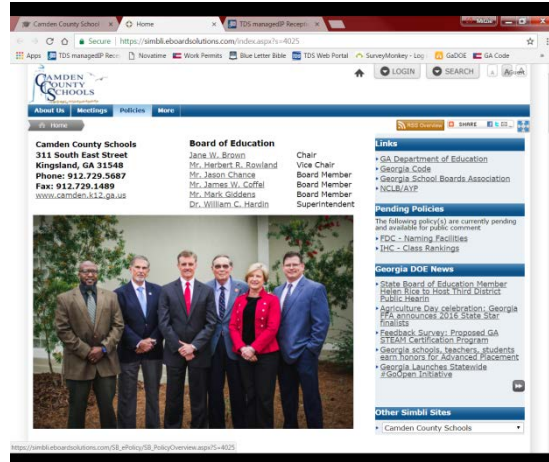 Camden County School
Home
TDS managedIP Recepti
Secure | https://simbli.eboardsolutions.com/index.aspx?s=4025
Apps
TDS managedIP Rece
Novatime
Work Permits
Blue Letter Bible
TDS Web Portal
SurveyMonkey - Log
GaDOE
GA Code
CAMDEN
COUNTY
SCHOOLS
LOGIN
SEARCH
About Us
Meetings
Policies
More
Home
RSS Overview
SHARE
Camden County Schools
311 South East Street
Kingsland, GA 31548
Phone: 912.729.5687
Fax: 912.729.1489
www.camden.k12.ga.us
Board of Education
Jane W. Brown Chair
Mr. Herbert R. Rowland Vice Chair
Mr. Jason Chance Board Member
Mr. James W. Coffel Board Member
Mr. Mark Giddens Board Member
Dr. William C. Hardin Superintendent
Links
GA Department of Education
Georgia Code
Georgia School Boards Association
NCLB/AYP
Pending Policies
The following policy(s) are currently pending
and available for public comment
FDC - Naming Facilities
IHC - Class Rankings
Georgia DOE News
State Board of Education Member
Helen Rice to Host Third District
Public Hearin
Agriculture Day celebration: Georgia
FFA announces 2016 State Star
finalists
Feedback Survey: Proposed GA
STEAM Certification Program
Georgia schools, teachers, students
earn honors for Advanced Placement
Georgia Launches Statewide
#GoOpen Initiative
Other Simbli Sites
Camden County Schools
https://simbli.eboardsolutions.com/SB_ePolicy/SB_PolicyOverview.aspx?S=4025